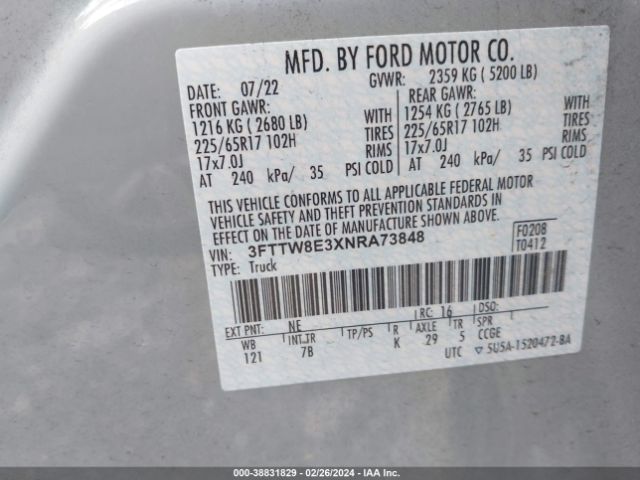 MFD. BY FORD MOTOR CO.
DATE: 07/22 GVWR: 2359 KG ( 5200 LB)
FRONT GAWR: REAR GAWR:
1216 KG ( 2680 LB) 1254 KG ( 2765 LB)
225/65R17 102H TIRES 225/65R17 102H TIRES
17x7.0J RIMS 17x7.0J RIMS
AT 240 kPa/ 35 PSI COLD AT 240 kPa/ 35 PSI COLD
THIS VEHICLE CONFORMS TO ALL APPLICABLE FEDERAL MOTOR
VEHICLE SAFETY AND THEFT PREVENTION STANDARDS IN
EFFECT ON THE DATE OF MANUFACTURE SHOWN ABOVE.
VIN: 3FTTW8E3XNRA73848 F0208
TYPE: Truck T0412
EXT PNT: NE RC: 16 DSO:
WB INT TR TP/PS R AXLE TR SPR
121 7B K 29 5 CCGE
UTC ▽ 5U5A-1520472-BA
000-38831829 - 02/26/2024 - IAA Inc.